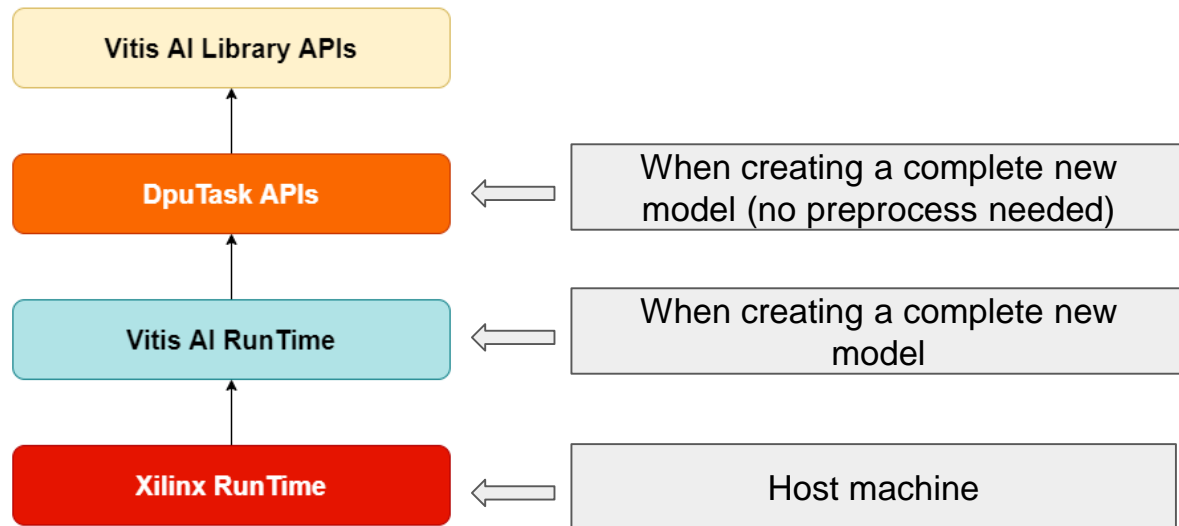 Vitis AI Library APIs
DpuTask APIs
When creating a complete new
model (no preprocess needed)
Vitis AI RunTime
When creating a complete new
model
Xilinx RunTime
Host machine